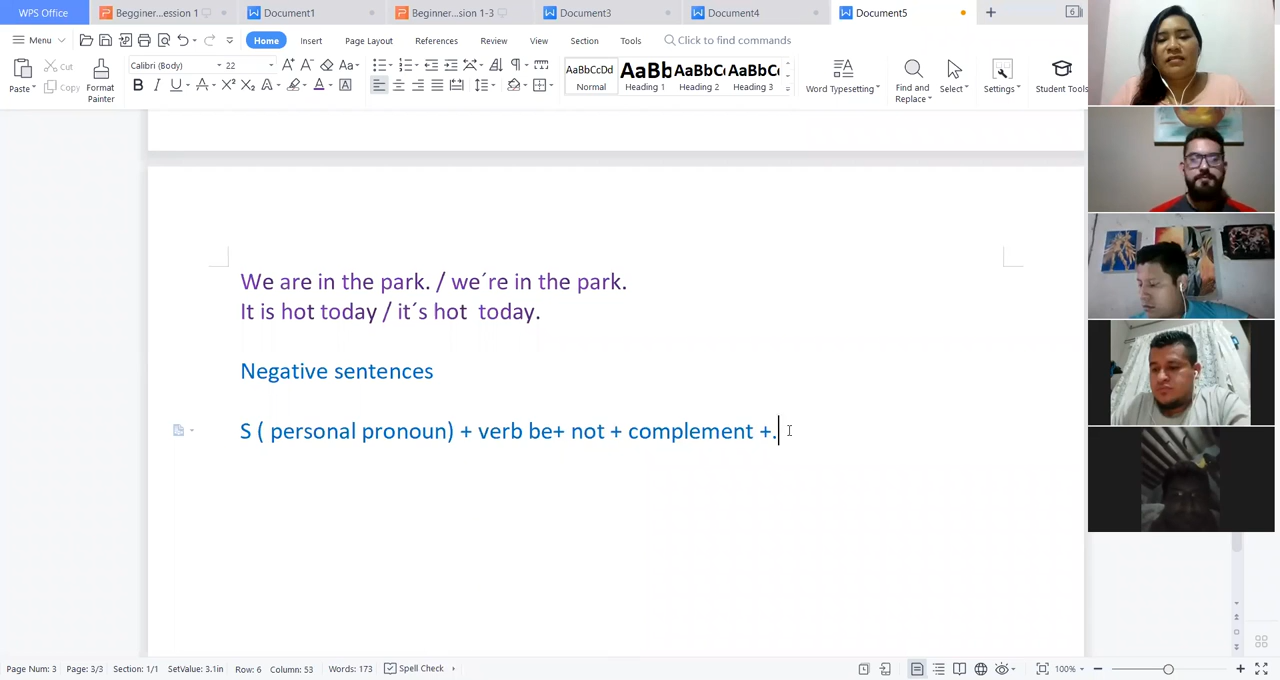 WPS Office
Begginer...ession 1
Document1
Beginner...sion 1-3
Document3
Document4
Document5
+
6
Menu
Home
Insert
Page Layout
References
Review
View
Section
Tools
Click to find commands
Paste
Cut
Copy
Format Painter
Calibri (Body)
22
AaBbCcDd
Normal
AaBb
Heading 1
AaBbCc
Heading 2
AaBbCc
Heading 3
Word Typesetting
Find and Replace
Select
Settings
Student Tools
We are in the park. / we´re in the park.
It is hot today / it´s hot  today.
Negative sentences
S ( personal pronoun) + verb be+ not + complement +.
Page Num: 3
Page: 3/3
Section: 1/1
SetValue: 3.1in
Row: 6
Column: 53
Words: 173
Spell Check
100%